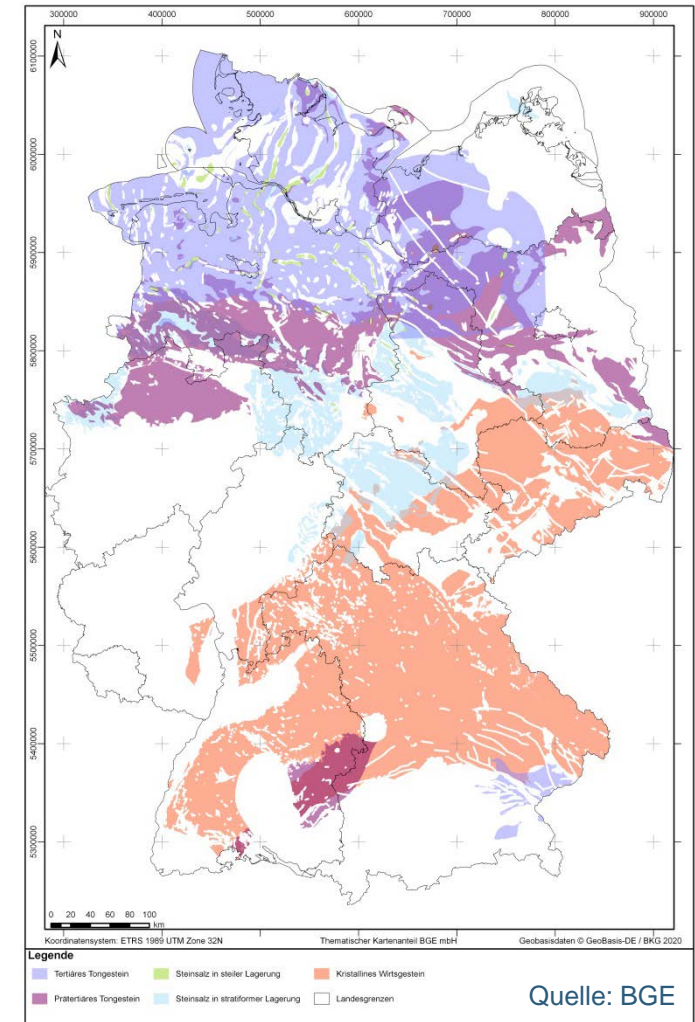 300000 400000 500000 600000 700000 800000 900000
N
6100000
6000000
5900000
5800000
5700000
5600000
5500000
5400000
5300000
0 20 40 60 80 100
km
Koordinatensystem: ETRS 1989 UTM Zone 32N Thematischer Kartenanteil BGE mbH Geobasisdaten © GeoBasis-DE / BKG 2020
Legende
Tertiäres Tongestein Steinsalz in steiler Lagerung Kristallines Wirtsgestein
Prätertiäres Tongestein Steinsalz in stratiformer Lagerung Landesgrenzen
Quelle: BGE